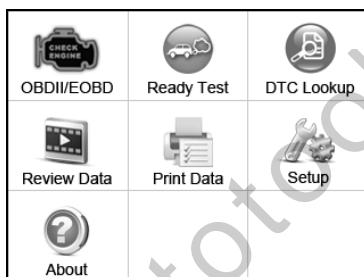 CHECK
ENGINE
OBDII/EOBD
Ready Test
DTC Lookup
Review Data
Print Data
Setup
About